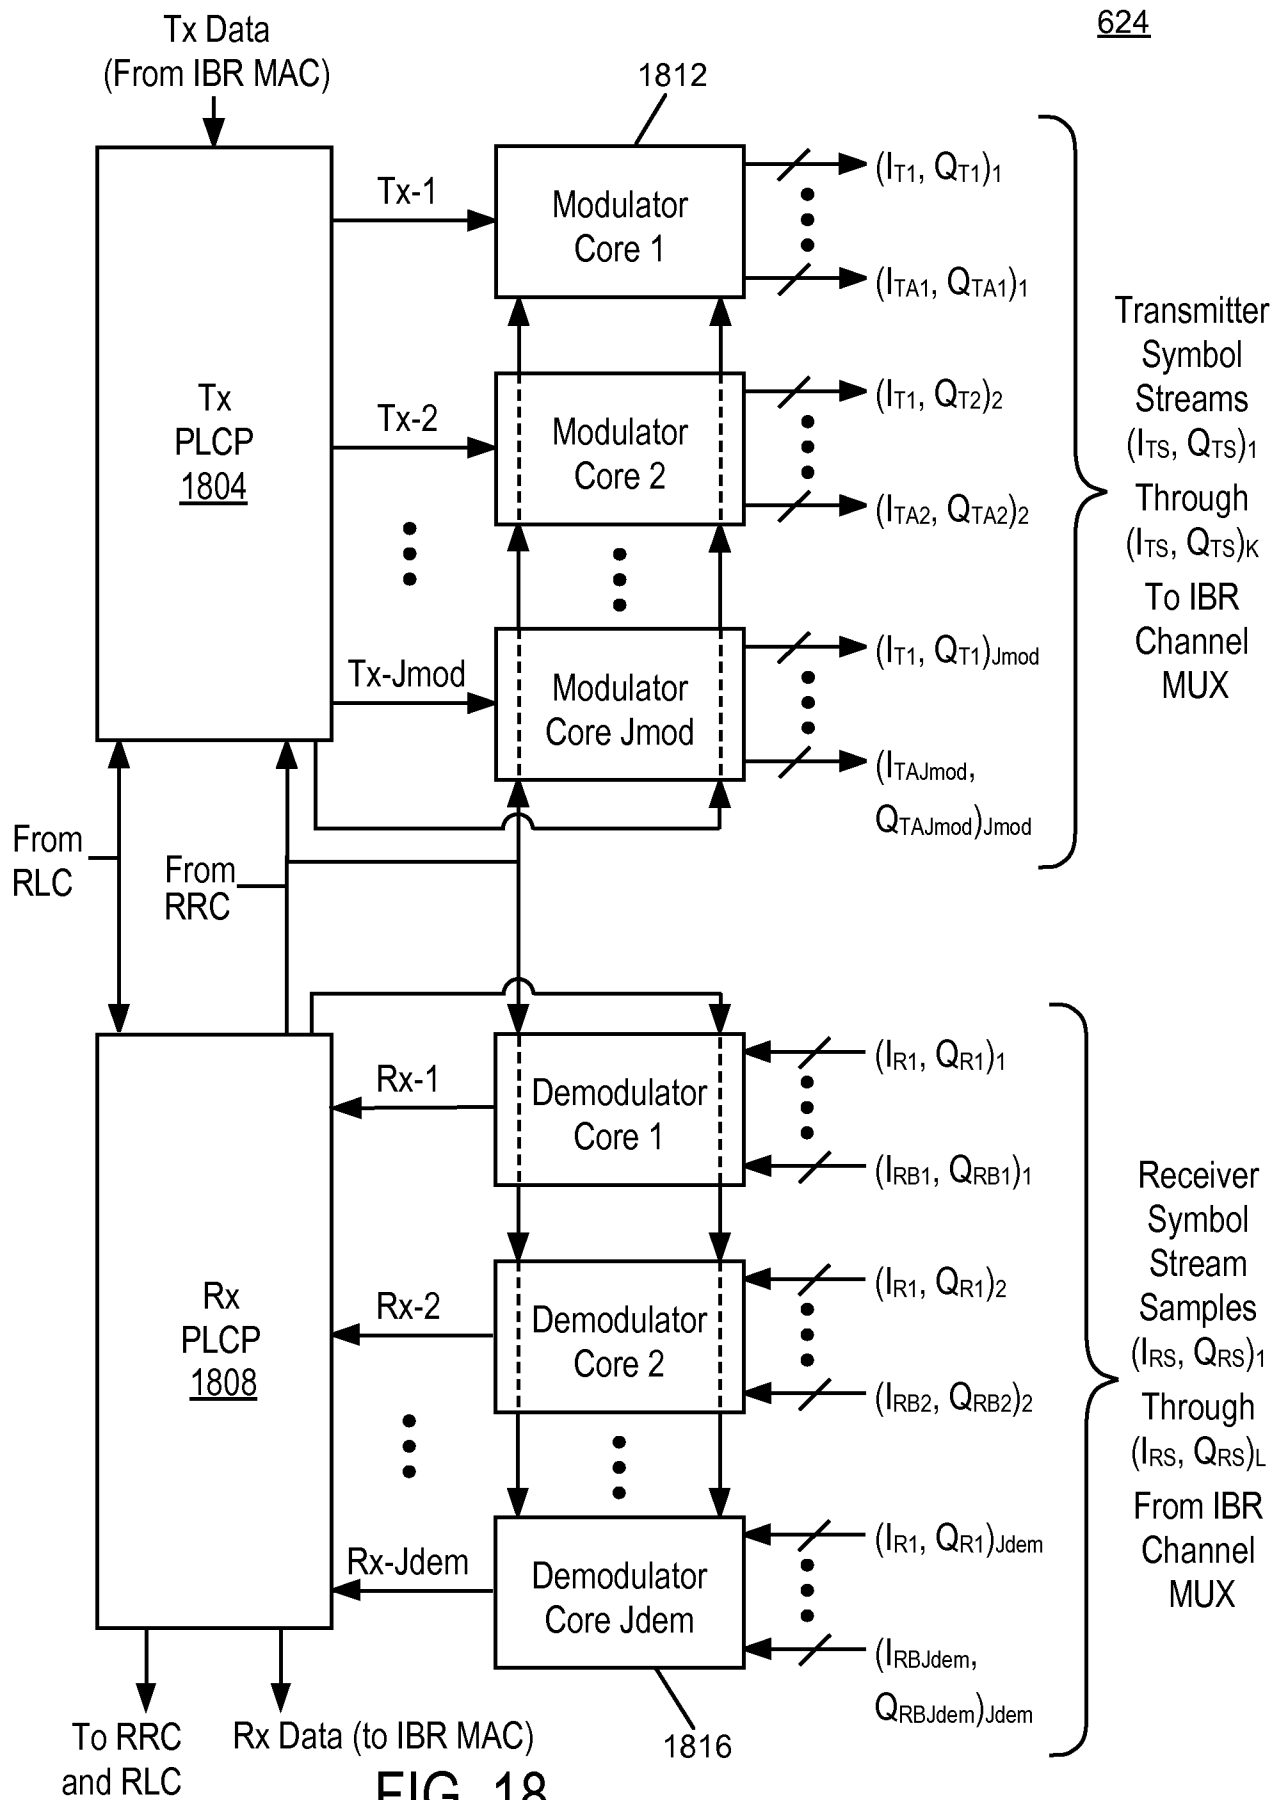 624
Tx Data
(From IBR MAC)
1812
Tx
PLCP
1804
Tx-1
Tx-2
Tx-Jmod
Modulator
Core 1
Modulator
Core 2
Modulator
Core Jmod
(IT1, QT1)1
(ITA1, QTA1)1
(IT1, QT2)2
(ITA2, QTA2)2
(IT1, QT1)Jmod
(ITAJmod,
QTAJmod)Jmod
Transmitter
Symbol
Streams
(ITS, QTS)1
Through
(ITS, QTS)K
To IBR
Channel
MUX
From
RLC
From
RRC
Rx
PLCP
1808
Rx-1
Rx-2
Rx-Jdem
Demodulator
Core 1
Demodulator
Core 2
Demodulator
Core Jdem
(IR1, QR1)1
(IRB1, QRB1)1
(IR1, QR1)2
(IRB2, QRB2)2
(IR1, QR1)Jdem
(IRBJdem,
QRBJdem)Jdem
Receiver
Symbol
Stream
Samples
(IRS, QRS)1
Through
(IRS, QRS)L
From IBR
Channel
MUX
To RRC
and RLC
Rx Data (to IBR MAC)
1816
FIG. 18